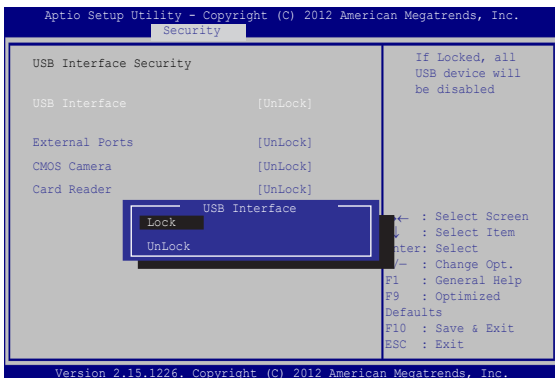 Aptio Setup Utility - Copyright (C) 2012 American Megatrends, Inc.
Security
USB Interface Security
USB Interface [UnLock]
External Ports [UnLock]
CMOS Camera [UnLock]
Card Reader [UnLock]
USB Interface
Lock
UnLock
If Locked, all
USB device will
be disabled
→← : Select Screen
↓ : Select Item
nter: Select
/— : Change Opt.
F1 : General Help
F9 : Optimized
Defaults
F10 : Save & Exit
ESC : Exit
Version 2.15.1226. Copyright (C) 2012 American Megatrends, Inc.